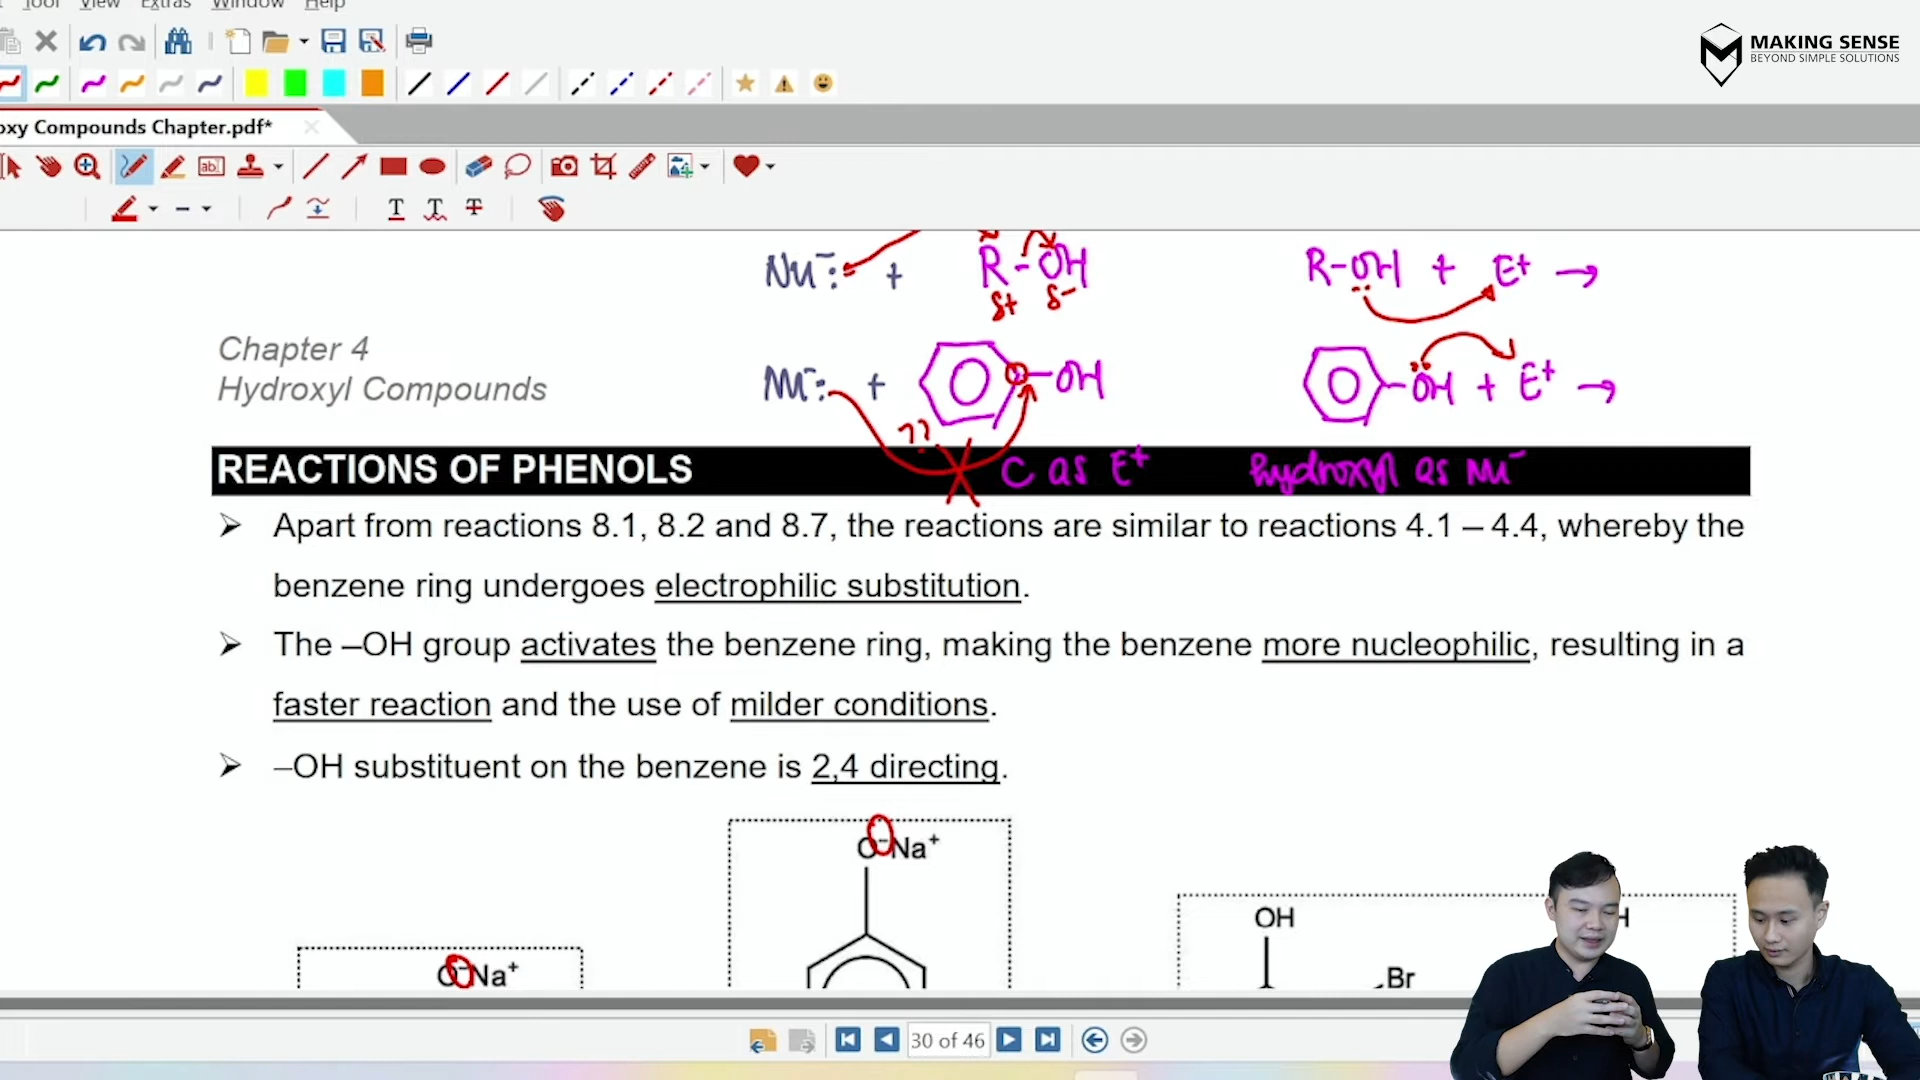 Tool View Extras Window Help
MAKING SENSE
BEYOND SIMPLE SOLUTIONS
oxy Compounds Chapter.pdf*
Nu⁻: + R-OH
δ+ δ-
R-OH + E⁺ →
Chapter 4
Hydroxyl Compounds
Nu⁻: + -OH
-OH + E⁺ →
??
REACTIONS OF PHENOLS C as E⁺ hydroxyl as Nu⁻
➢ Apart from reactions 8.1, 8.2 and 8.7, the reactions are similar to reactions 4.1 – 4.4, whereby the
benzene ring undergoes electrophilic substitution.
➢ The –OH group activates the benzene ring, making the benzene more nucleophilic, resulting in a
faster reaction and the use of milder conditions.
➢ –OH substituent on the benzene is 2,4 directing.
O⁻Na⁺
OH H
O⁻Na⁺
Br
30 of 46